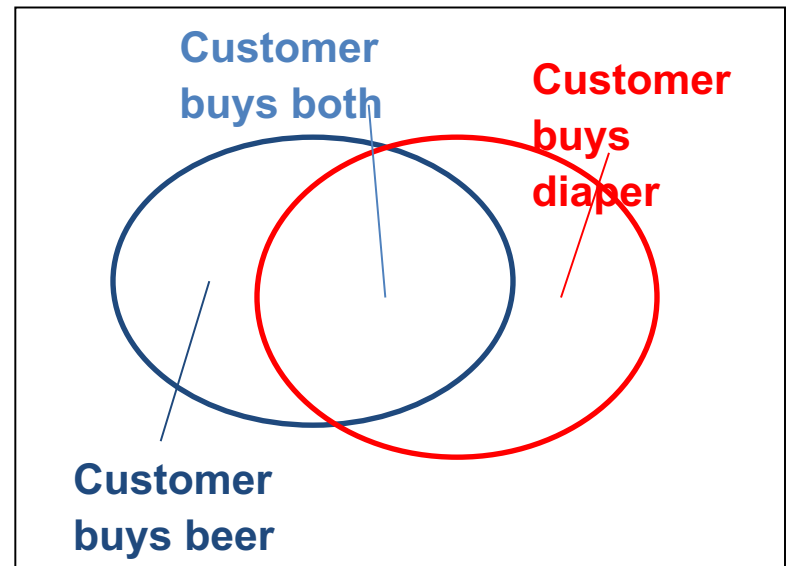 Customer
buys both
Customer
buys
diaper
Customer
buys beer